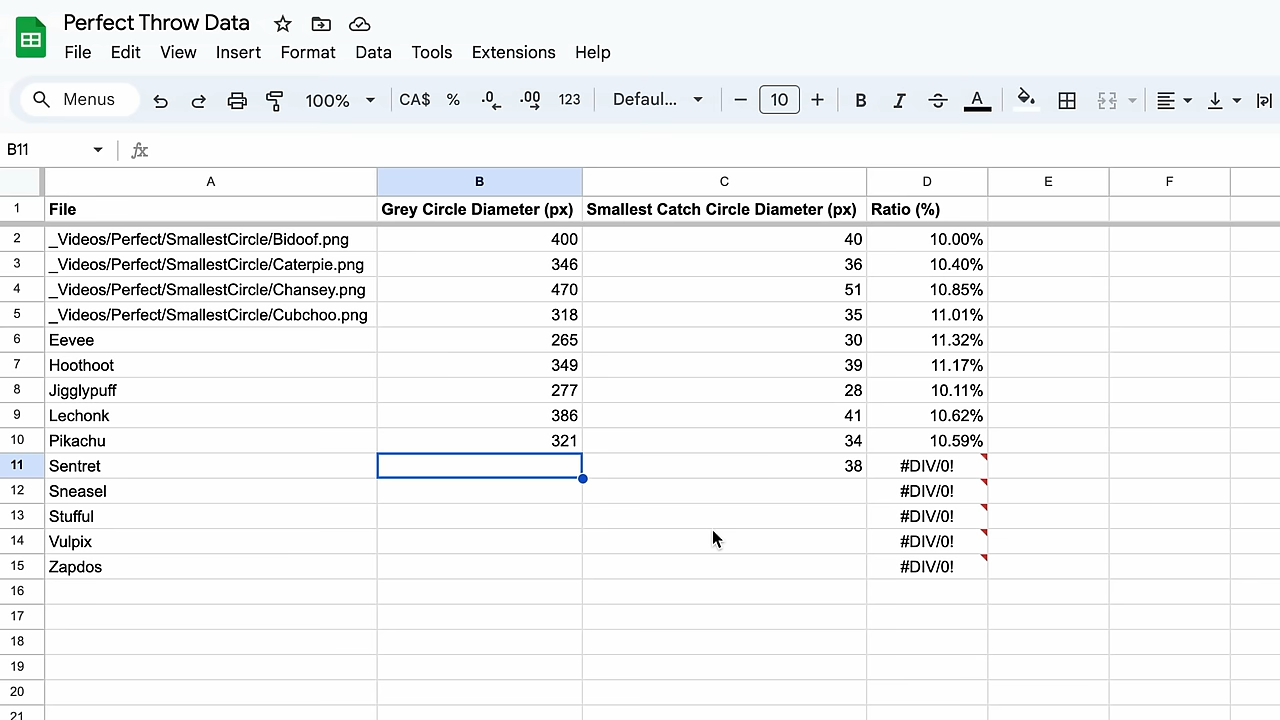 Perfect Throw Data
File Edit View Insert Format Data Tools Extensions Help
Menus 100% CA$ % .0 .00 123 Defaul... 10 B I S A
B11 fx
A B C D E F
1 File Grey Circle Diameter (px) Smallest Catch Circle Diameter (px) Ratio (%)
2 _Videos/Perfect/SmallestCircle/Bidoof.png 400 40 10.00%
3 _Videos/Perfect/SmallestCircle/Caterpie.png 346 36 10.40%
4 _Videos/Perfect/SmallestCircle/Chansey.png 470 51 10.85%
5 _Videos/Perfect/SmallestCircle/Cubchoo.png 318 35 11.01%
6 Eevee 265 30 11.32%
7 Hoothoot 349 39 11.17%
8 Jigglypuff 277 28 10.11%
9 Lechonk 386 41 10.62%
10 Pikachu 321 34 10.59%
11 Sentret 38 #DIV/0!
12 Sneasel #DIV/0!
13 Stufful #DIV/0!
14 Vulpix #DIV/0!
15 Zapdos #DIV/0!
16
17
18
19
20
21